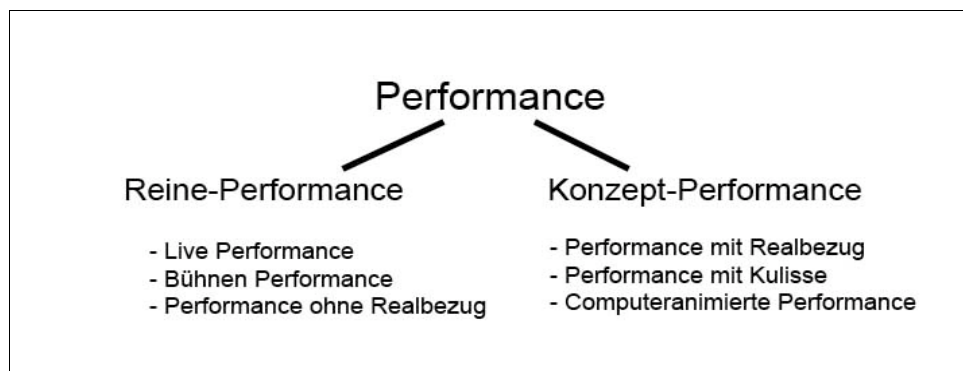 Performance
Reine-Performance
- Live Performance
- Bühnen Performance
- Performance ohne Realbezug
Konzept-Performance
- Performance mit Realbezug
- Performance mit Kulisse
- Computeranimierte Performance